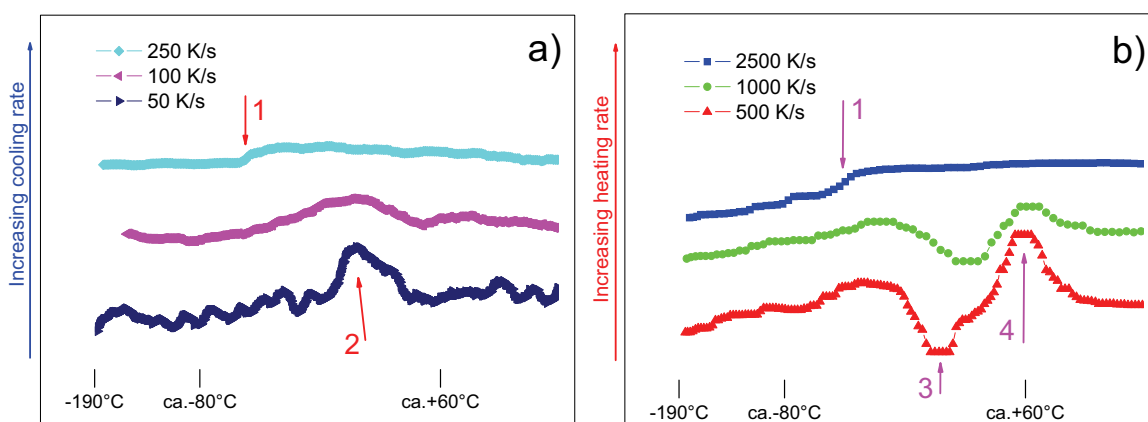 Increasing cooling rate
a)
250 K/s
100 K/s
50 K/s
1
2
-190°C
ca.-80°C
ca.+60°C
Increasing heating rate
b)
2500 K/s
1000 K/s
500 K/s
1
3
4
-190°C
ca.-80°C
ca.+60°C